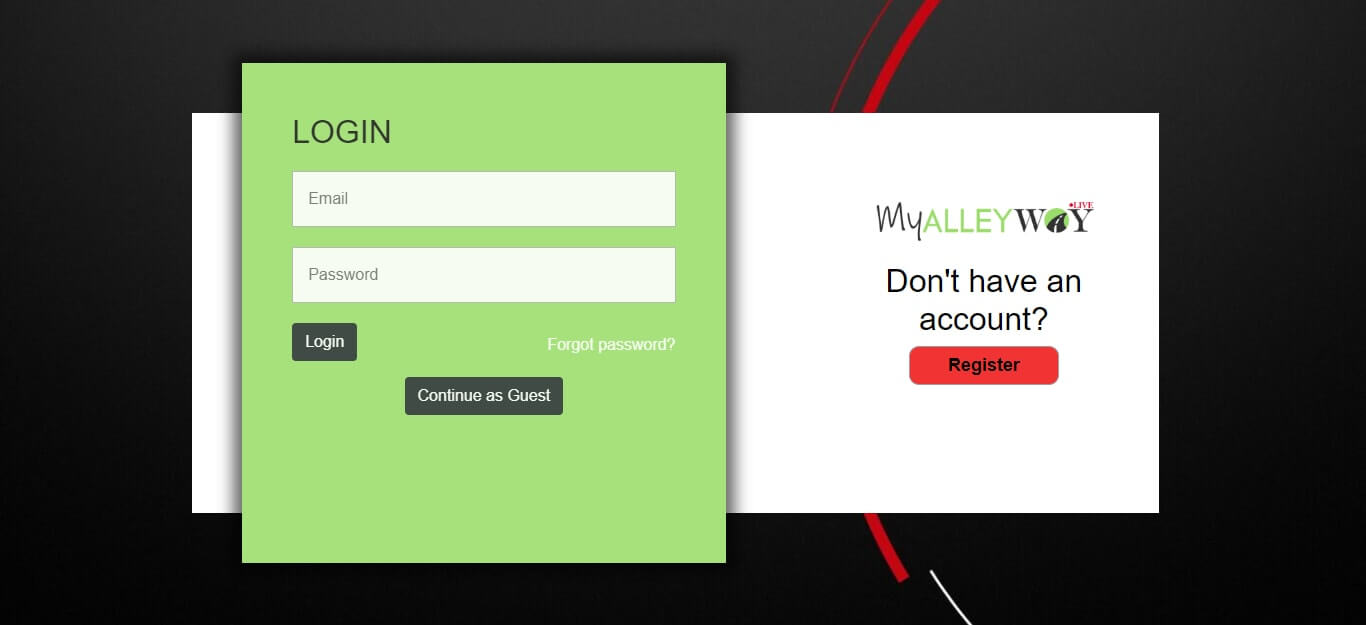 LOGIN
Email
Password
Login
Forgot password?
Continue as Guest
MyALLEYWAY
LIVE
Don't have an
account?
Register